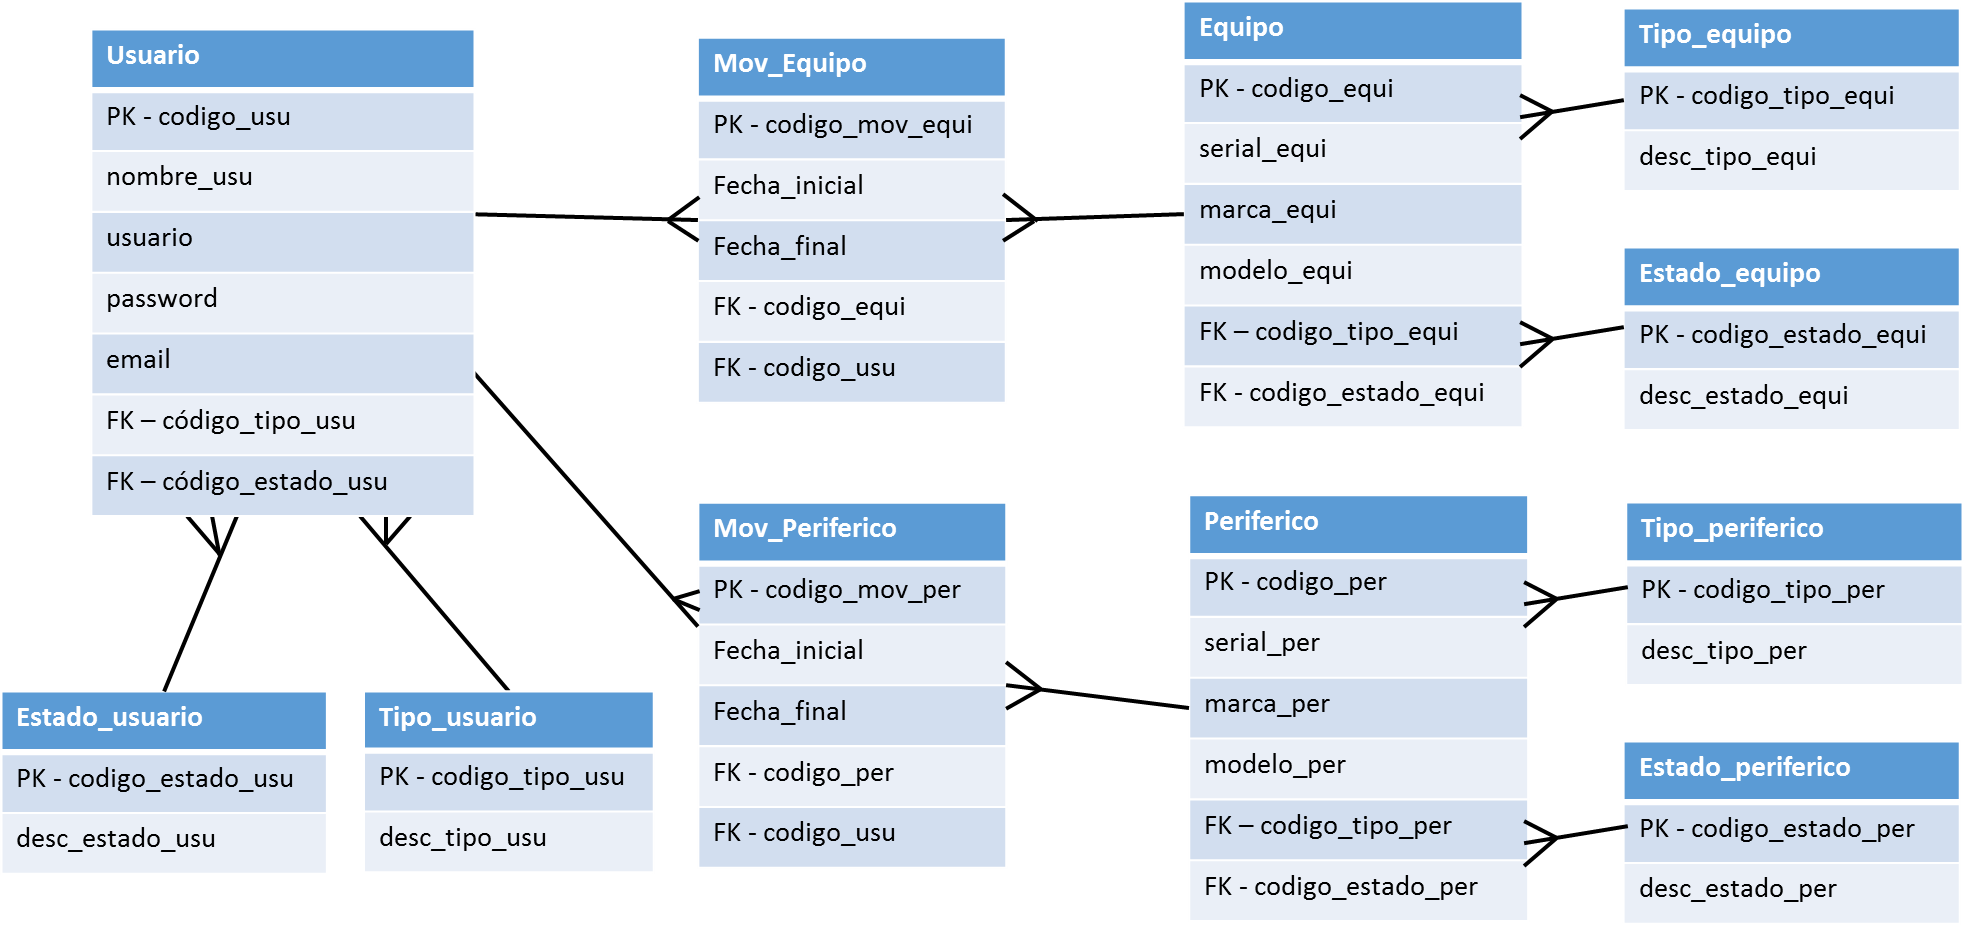 Usuario
PK - codigo_usu
nombre_usu
usuario
password
email
FK – código_tipo_usu
FK – código_estado_usu
Mov_Equipo
PK - codigo_mov_equi
Fecha_inicial
Fecha_final
FK - codigo_equi
FK - codigo_usu
Equipo
PK - codigo_equi
serial_equi
marca_equi
modelo_equi
FK – codigo_tipo_equi
FK - codigo_estado_equi
Tipo_equipo
PK - codigo_tipo_equi
desc_tipo_equi
Estado_equipo
PK - codigo_estado_equi
desc_estado_equi
Estado_usuario
PK - codigo_estado_usu
desc_estado_usu
Tipo_usuario
PK - codigo_tipo_usu
desc_tipo_usu
Mov_Periferico
PK - codigo_mov_per
Fecha_inicial
Fecha_final
FK - codigo_per
FK - codigo_usu
Periferico
PK - codigo_per
serial_per
marca_per
modelo_per
FK – codigo_tipo_per
FK - codigo_estado_per
Tipo_periferico
PK - codigo_tipo_per
desc_tipo_per
Estado_periferico
PK - codigo_estado_per
desc_estado_per